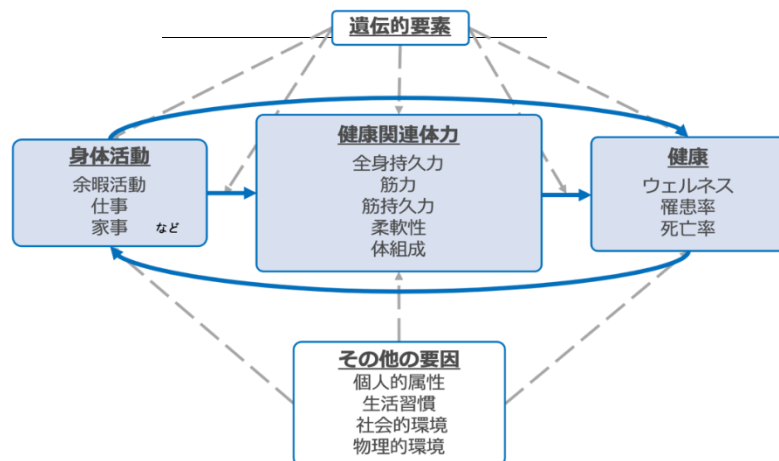 遺伝的要素
身体活動
余暇活動
仕事
家事 など
健康関連体力
全身持久力
筋力
筋持久力
柔軟性
体組成
健康
ウェルネス
罹患率
死亡率
その他の要因
個人的属性
生活習慣
社会的環境
物理的環境